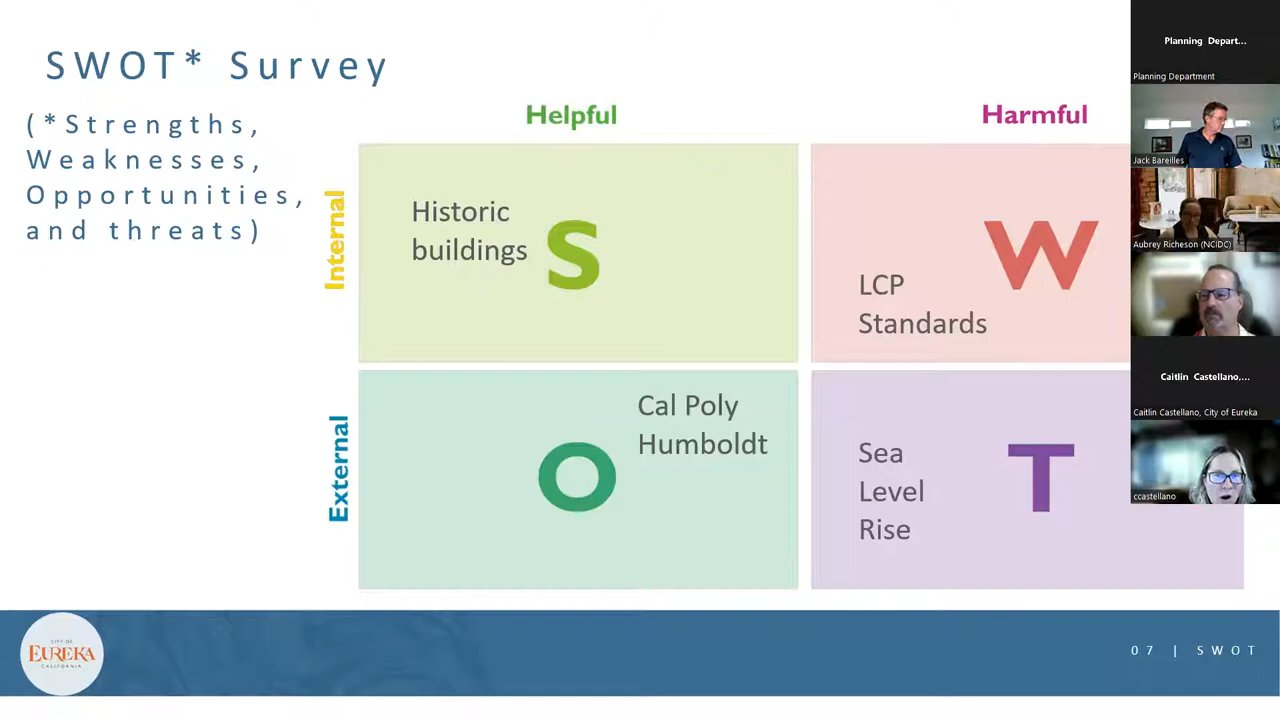 SWOT* Survey
(*Strengths,
Weaknesses,
Opportunities,
and threats)
Helpful
Harmful
Internal
External
Historic
buildings
S
LCP
Standards
W
Cal Poly
Humboldt
O
Sea
Level
Rise
T
CITY OF
EUREKA
CALIFORNIA
07 | SWOT
Planning Depart...
Planning Department
Jack Bareilles
Aubrey Richeson (NCIDC)
Caitlin Castellano,...
Caitlin Castellano, City of Eureka
ccastellano